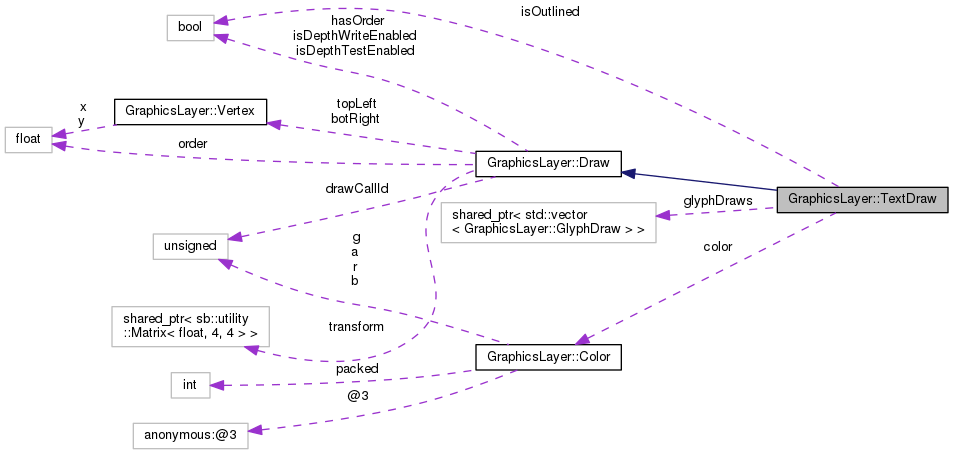 isOutlined
bool
hasOrder
isDepthWriteEnabled
isDepthTestEnabled
x
y
GraphicsLayer::Vertex
topLeft
botRight
float
order
GraphicsLayer::Draw
drawCallId
glyphDraws
GraphicsLayer::TextDraw
shared_ptr< std::vector
< GraphicsLayer::GlyphDraw > >
unsigned
g
a
r
b
color
shared_ptr< sb::utility
::Matrix< float, 4, 4 > >
transform
GraphicsLayer::Color
packed
int
@3
anonymous:@3